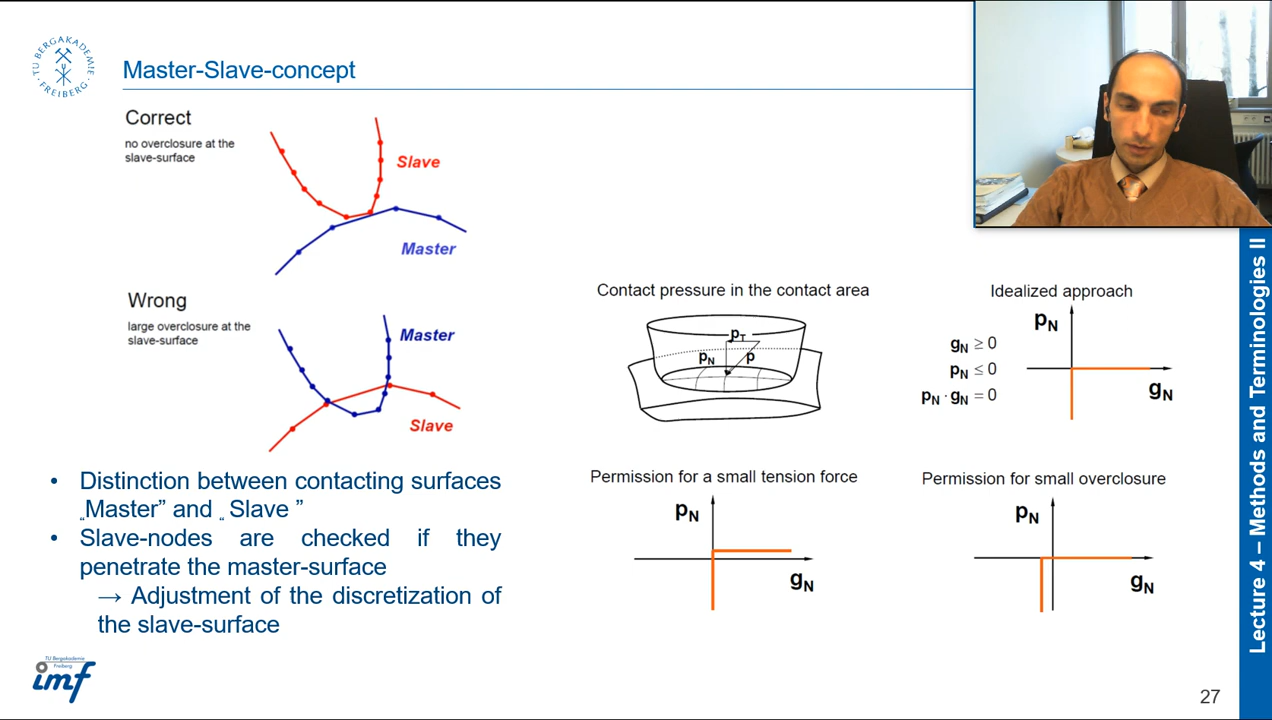 TU BERGAKADEMIE
FREIBERG
Master-Slave-concept
Correct
no overclosure at the
slave-surface
Slave
Master
Wrong
large overclosure at the
slave-surface
Master
Slave
• Distinction between contacting surfaces
„Master” and „ Slave ”
• Slave-nodes are checked if they
penetrate the master-surface
→ Adjustment of the discretization of
the slave-surface
Contact pressure in the contact area
pT
pN
p
Idealized approach
pN
gN ≥ 0
pN ≤ 0
pN · gN = 0
gN
Permission for a small tension force
pN
gN
Permission for small overclosure
pN
gN
Lecture 4 – Methods and Terminologies II
TU Bergakademie
Freiberg
imf
27